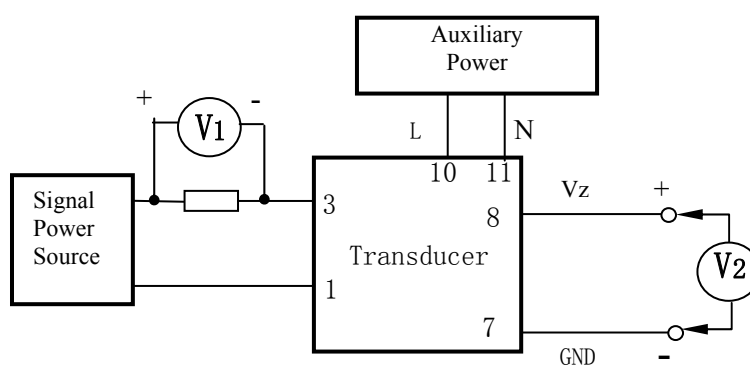 Auxiliary
Power
+ -
V1
L N
10 11
Signal
Power
Source
3
8
Vz +
Transducer
V2
1
7
GND -